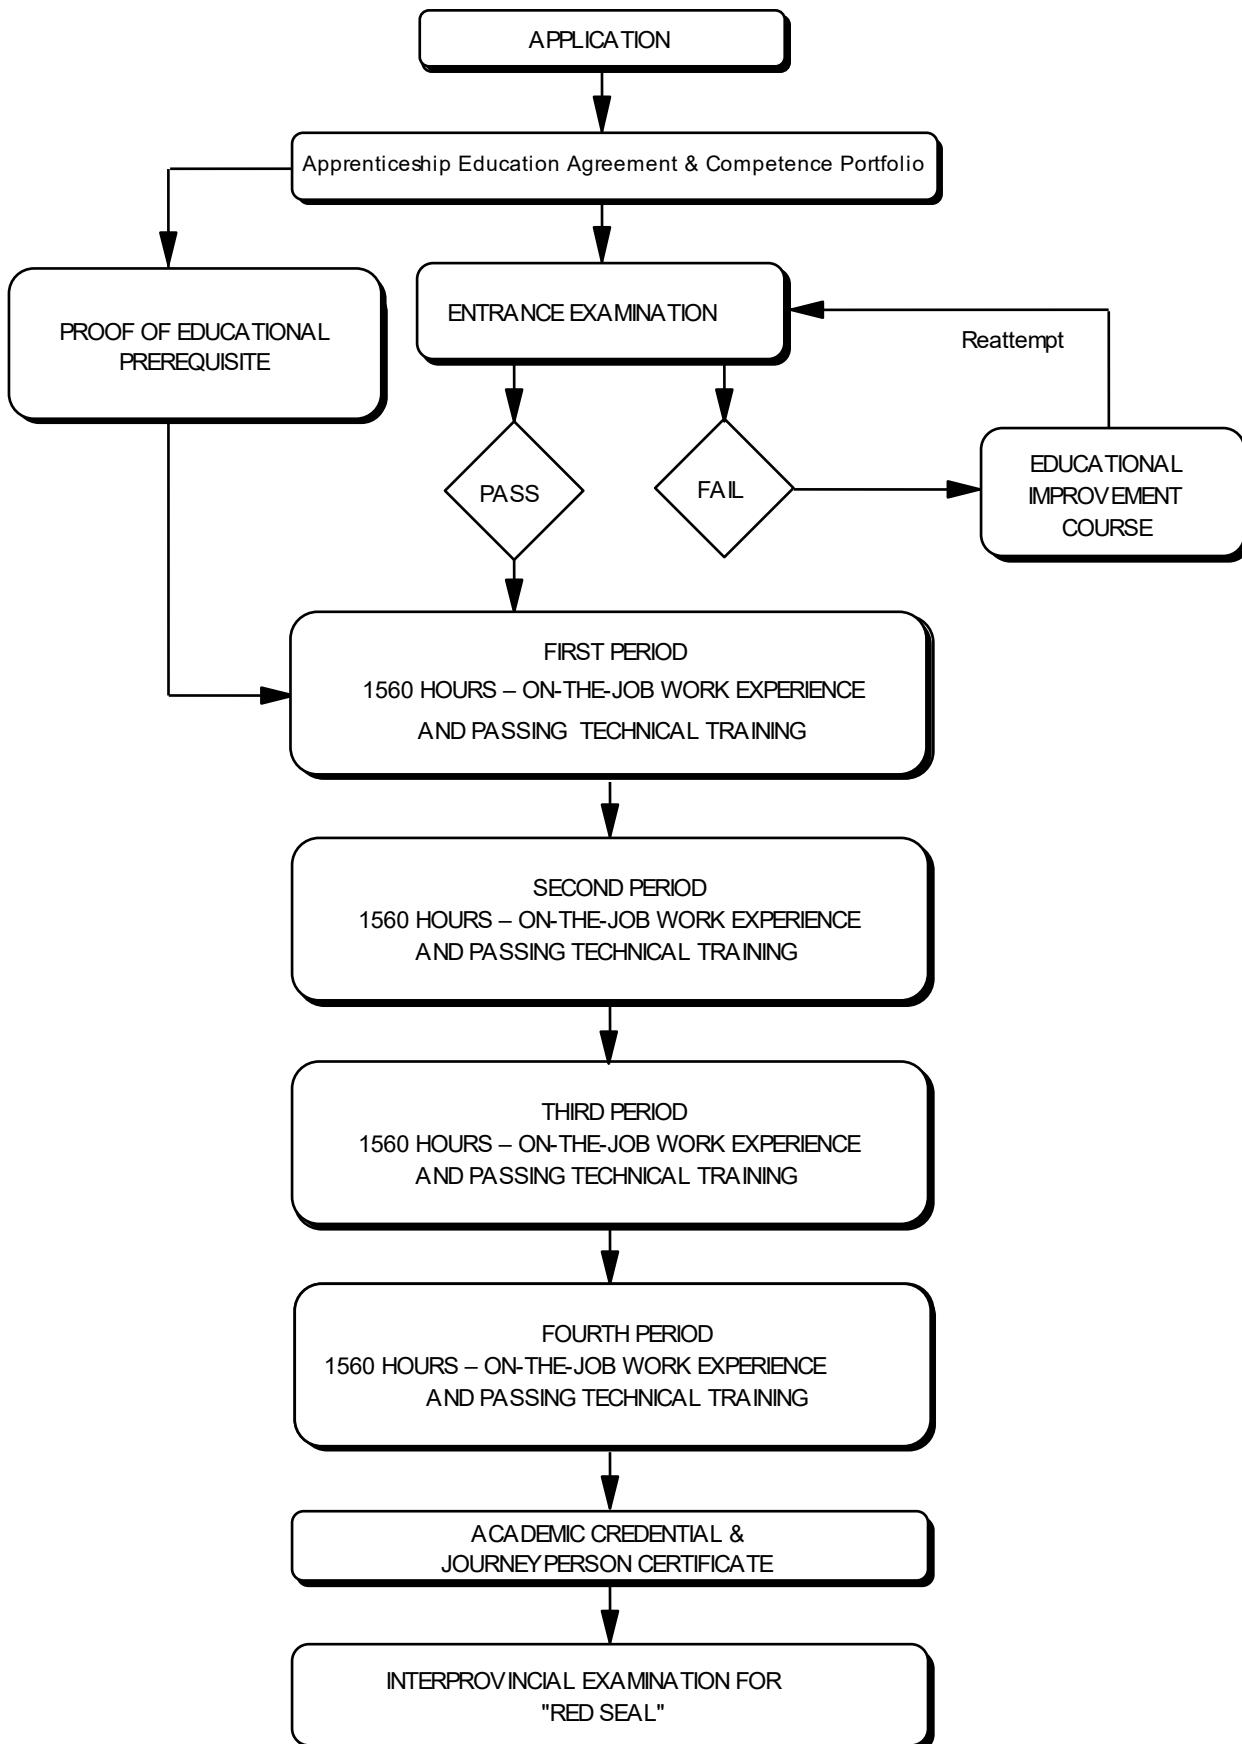 APPLICATION
Apprenticeship Education Agreement & Competence Portfolio
PROOF OF EDUCATIONAL
PREREQUISITE
ENTRANCE EXAMINATION
Reattempt
PASS
FAIL
EDUCATIONAL
IMPROVEMENT
COURSE
FIRST PERIOD
1560 HOURS – ON-THE-JOB WORK EXPERIENCE
AND PASSING TECHNICAL TRAINING
SECOND PERIOD
1560 HOURS – ON-THE-JOB WORK EXPERIENCE
AND PASSING TECHNICAL TRAINING
THIRD PERIOD
1560 HOURS – ON-THE-JOB WORK EXPERIENCE
AND PASSING TECHNICAL TRAINING
FOURTH PERIOD
1560 HOURS – ON-THE-JOB WORK EXPERIENCE
AND PASSING TECHNICAL TRAINING
ACADEMIC CREDENTIAL &
JOURNEYPERSON CERTIFICATE
INTERPROVINCIAL EXAMINATION FOR
"RED SEAL"